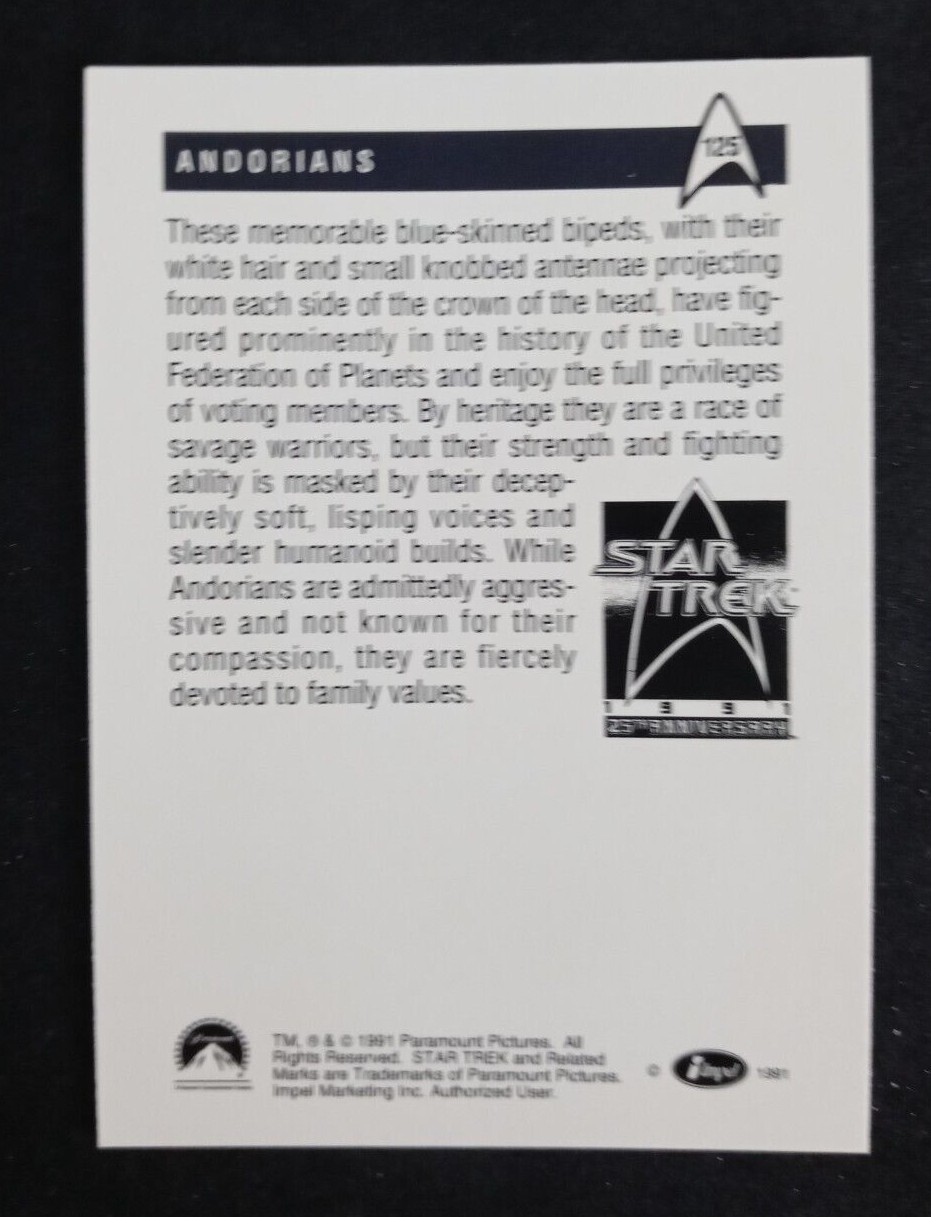 ANDORIANS
125
These memorable blue-skinned bipeds, with their
white hair and small knobbed antennae projecting
from each side of the crown of the head, have fig-
ured prominently in the history of the United
Federation of Planets and enjoy the full privileges
of voting members. By heritage they are a race of
savage warriors, but their strength and fighting
ability is masked by their decep-
tively soft, lisping voices and
slender humanoid builds. While
Andorians are admittedly aggres-
sive and not known for their
compassion, they are fiercely
devoted to family values.
STAR
TREK
1991
25TH ANNIVERSARY
TM, ® & © 1991 Paramount Pictures. All
Rights Reserved. STAR TREK and Related
Marks are Trademarks of Paramount Pictures.
Impel Marketing Inc. Authorized User.
© impel 1991